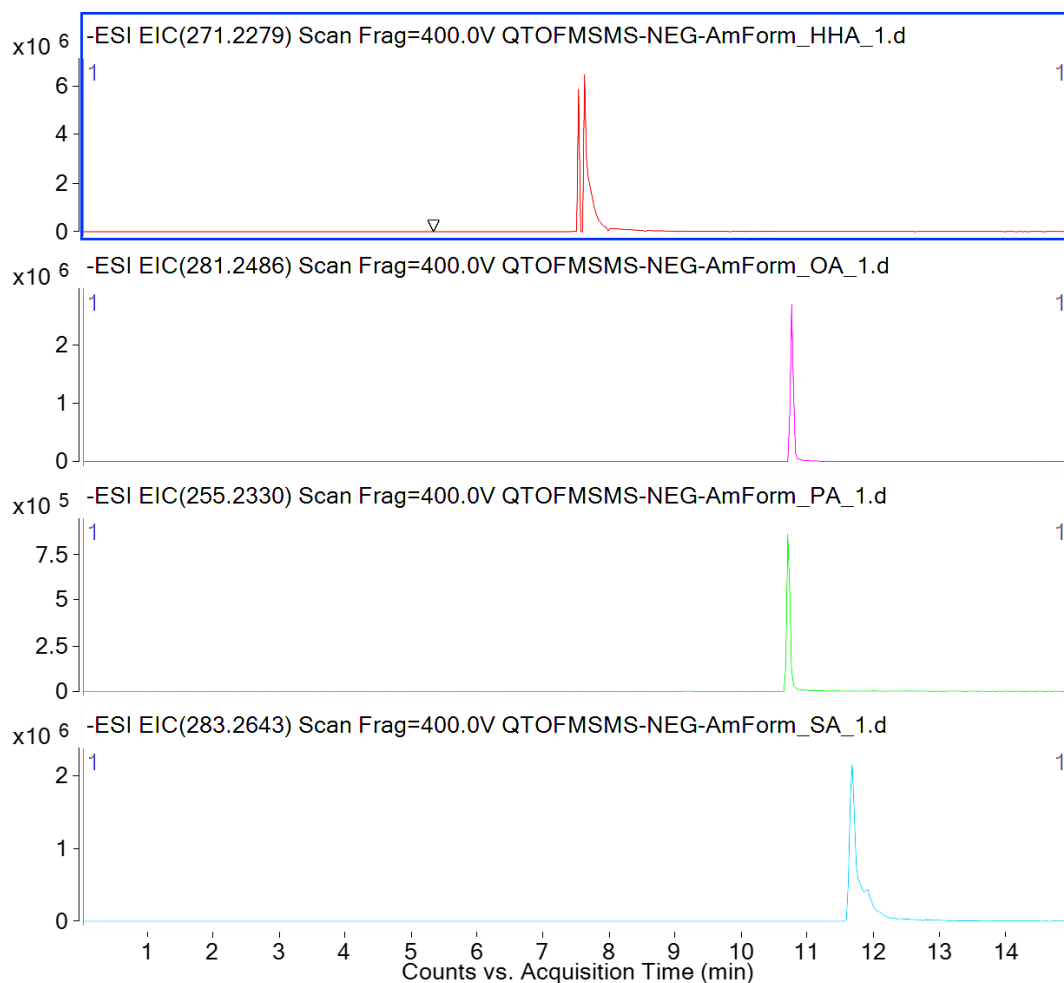 -ESI EIC(271.2279) Scan Frag=400.0V QTOFMSMS-NEG-AmForm_HHA_1.d
x10 6
1 1
6
4
2
0
-ESI EIC(281.2486) Scan Frag=400.0V QTOFMSMS-NEG-AmForm_OA_1.d
x10 6
1 1
2
1
0
-ESI EIC(255.2330) Scan Frag=400.0V QTOFMSMS-NEG-AmForm_PA_1.d
x10 5
1 1
7.5
5
2.5
0
-ESI EIC(283.2643) Scan Frag=400.0V QTOFMSMS-NEG-AmForm_SA_1.d
x10 6
1 1
2
1
0
1 2 3 4 5 6 7 8 9 10 11 12 13 14
Counts vs. Acquisition Time (min)